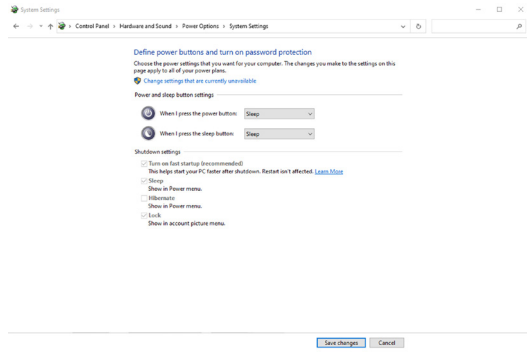 System Settings
Control Panel > Hardware and Sound > Power Options > System Settings
Define power buttons and turn on password protection
Choose the power settings that you want for your computer. The changes you make to the settings on this
page apply to all of your power plans.
Change settings that are currently unavailable
Power and sleep button settings
When I press the power button: Sleep
When I press the sleep button: Sleep
Shutdown settings
Turn on fast startup (recommended)
This helps start your PC faster after shutdown. Restart isn't affected. Learn More
Sleep
Show in Power menu.
Hibernate
Show in Power menu.
Lock
Show in account picture menu.
Save changes Cancel